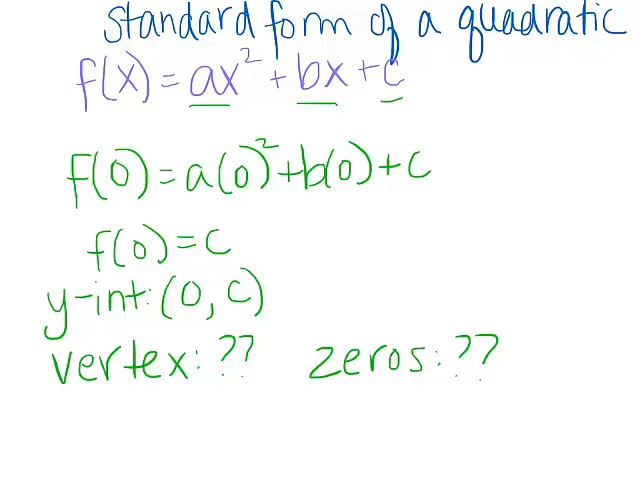 standard form of a quadratic
f(x) = ax² + bx + c
f(0) = a(0)² + b(0) + c
f(0) = c
y-int: (0, c)
vertex: ?? zeros: ??